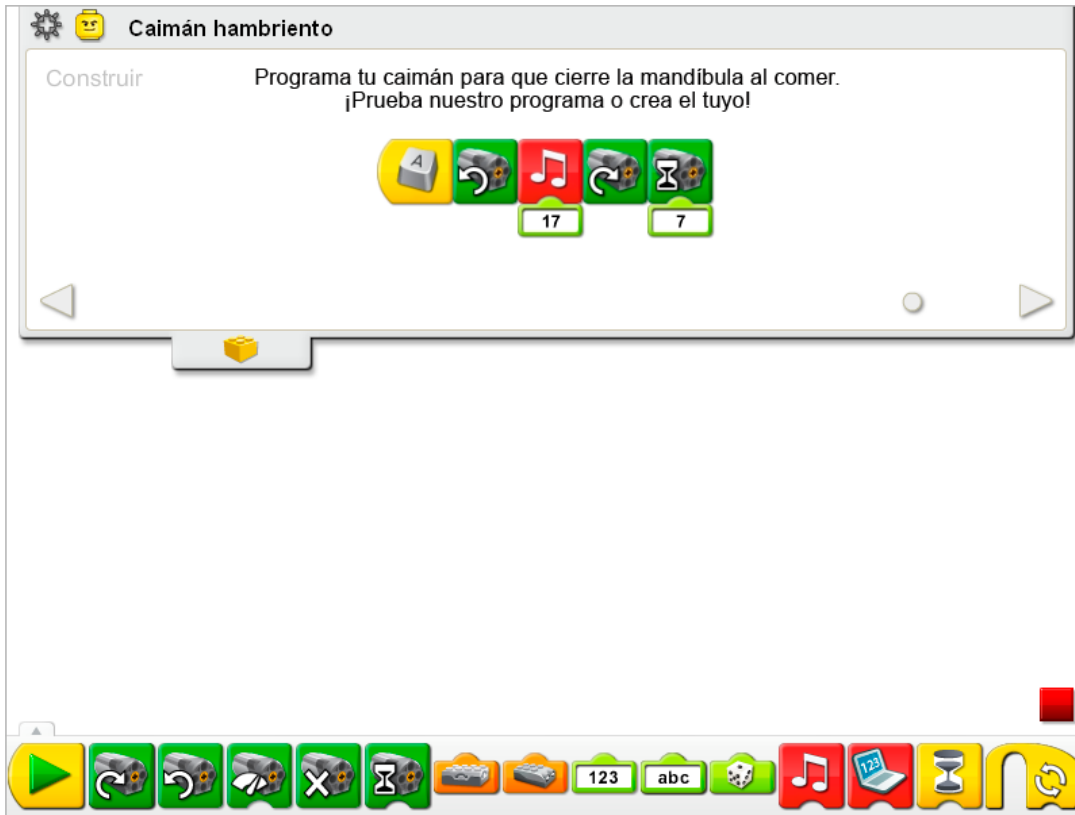 Caimán hambriento
Construir
Programa tu caimán para que cierre la mandíbula al comer.
¡Prueba nuestro programa o crea el tuyo!
A
17
7
123
abc
123